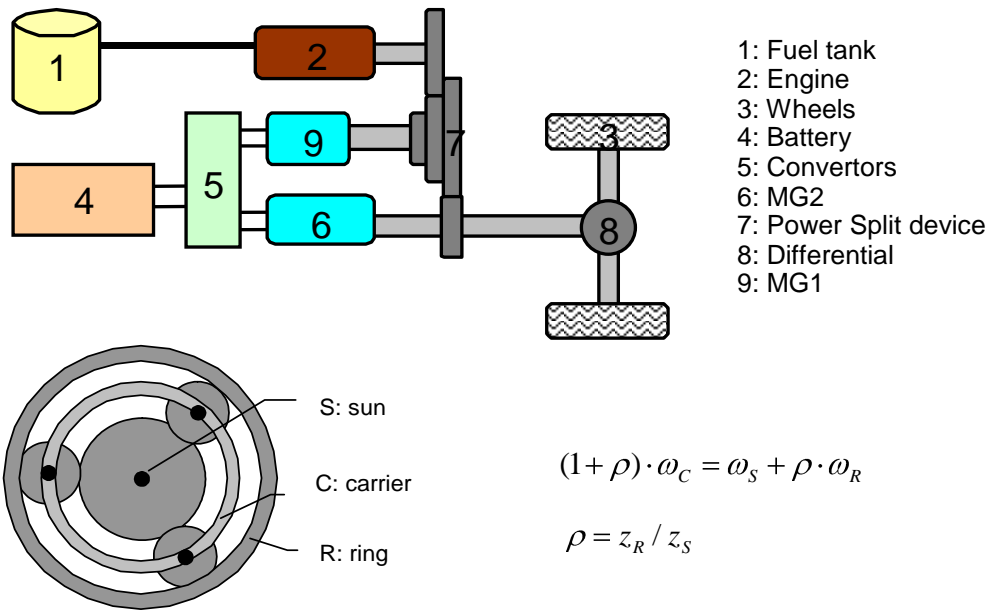 1
2
3
4
5
6
7
8
9
1: Fuel tank
2: Engine
3: Wheels
4: Battery
5: Convertors
6: MG2
7: Power Split device
8: Differential
9: MG1
S: sun
C: carrier
R: ring
(1 + ρ) · ω_C = ω_S + ρ · ω_R
ρ = z_R / z_S